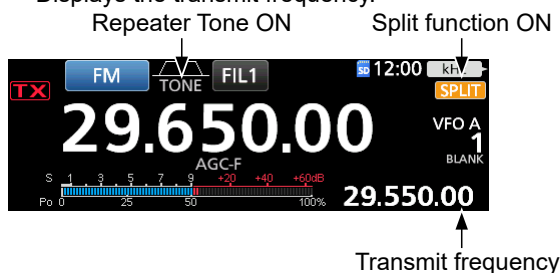 Displays the transmit frequency.
Repeater Tone ON Split function ON
FM TONE FIL1 SD 12:00 kHz
TX SPLIT
29.650.00 VFO A
1
AGC-F BLANK
S 1 3 5 7 9 +20 +40 +60dB
Po 0 25 50 100% 29.550.00
Transmit frequency